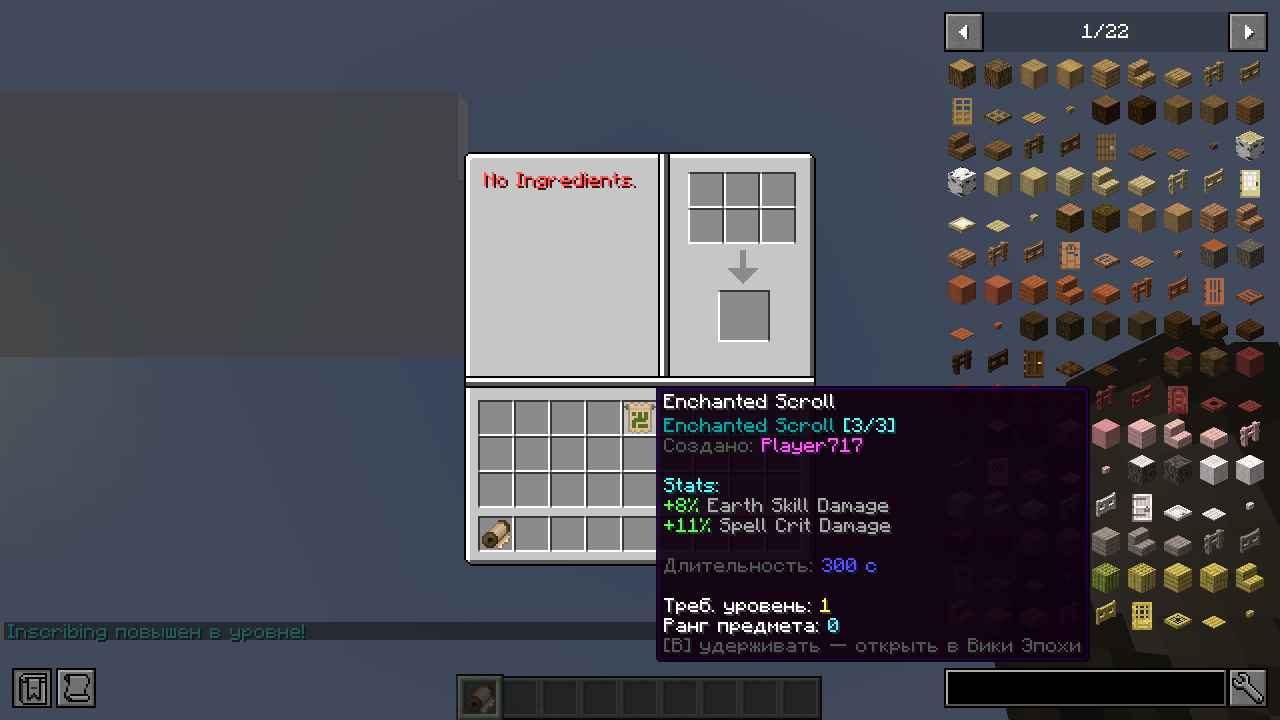 1/22
No Ingredients.
Enchanted Scroll
Enchanted Scroll [3/3]
Создано: Player717
Stats:
+8% Earth Skill Damage
+11% Spell Crit Damage
Длительность: 300 с
Треб. уровень: 1
Ранг предмета: 0
[B] удерживать — открыть в Вики Эпохи
Inscribing повышен в уровне!